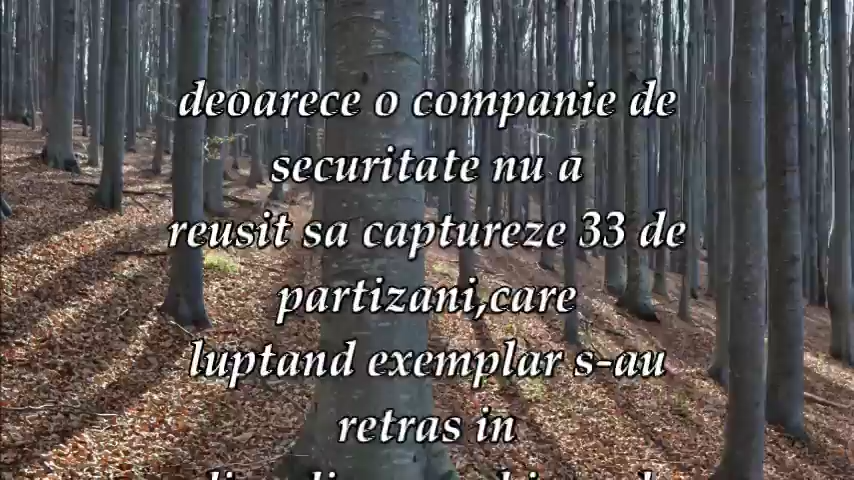 deoarece o companie de
securitate nu a
reusit sa captureze 33 de
partizani,care
luptand exemplar s-au
retras in